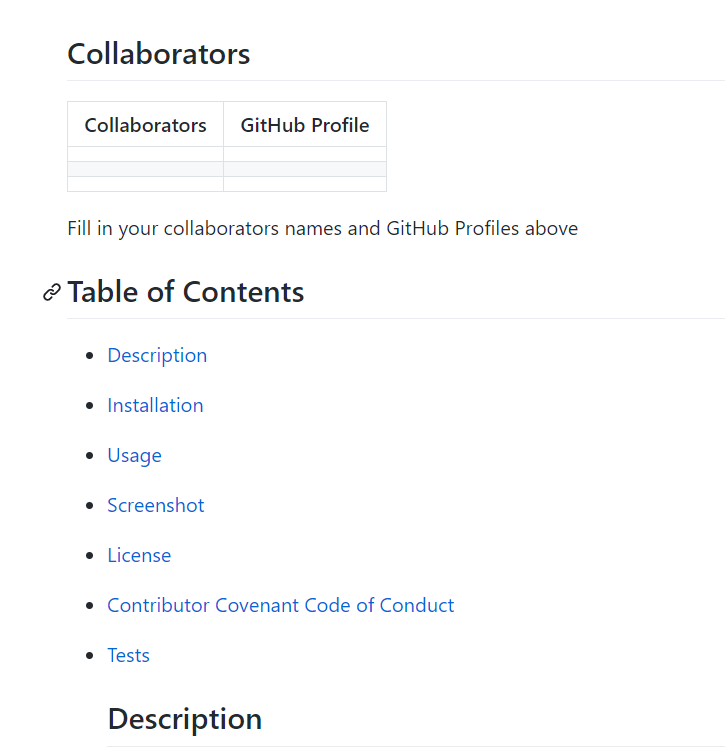 Collaborators
Collaborators GitHub Profile
Fill in your collaborators names and GitHub Profiles above
Table of Contents
Description
Installation
Usage
Screenshot
License
Contributor Covenant Code of Conduct
Tests
Description